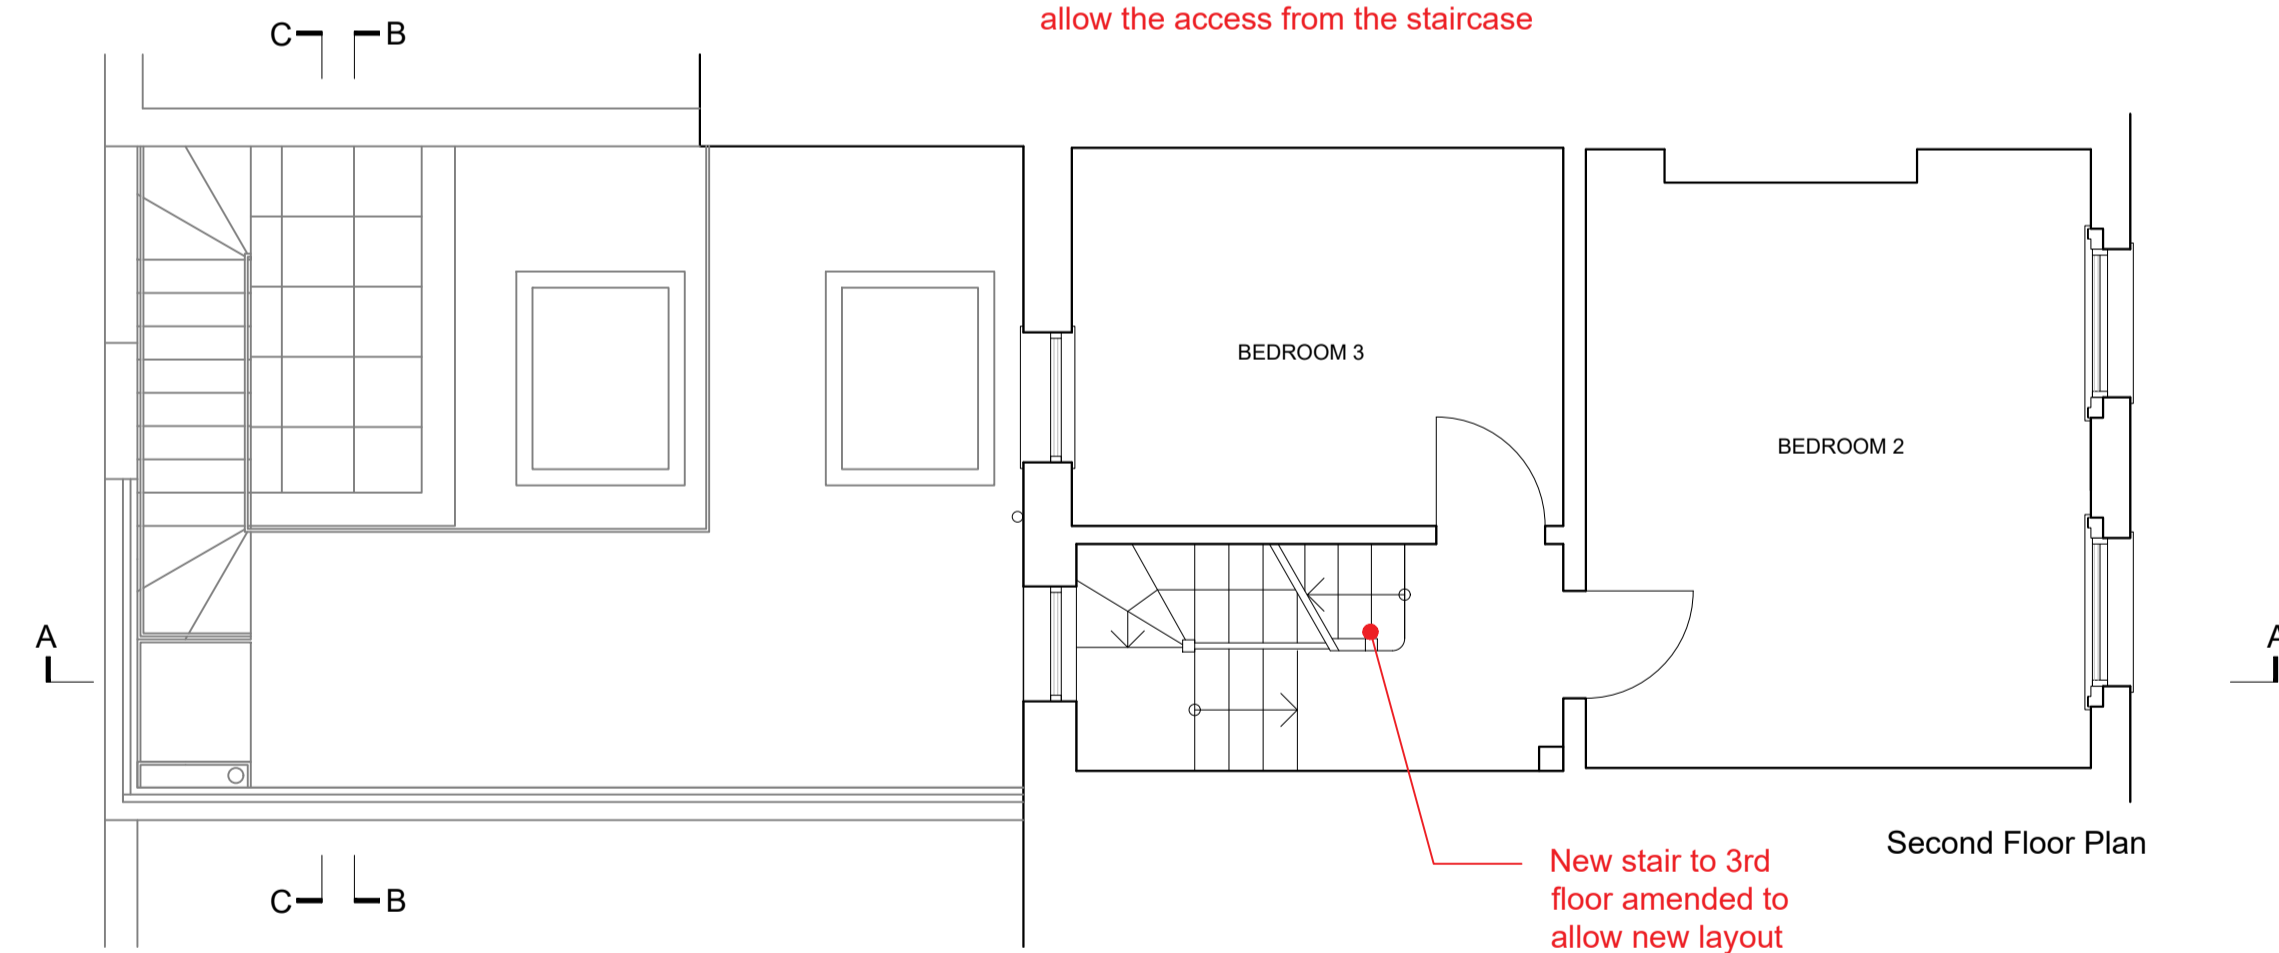 allow the access from the staircase
C B
BEDROOM 3
BEDROOM 2
A A
Second Floor Plan
New stair to 3rd
floor amended to
allow new layout
C B